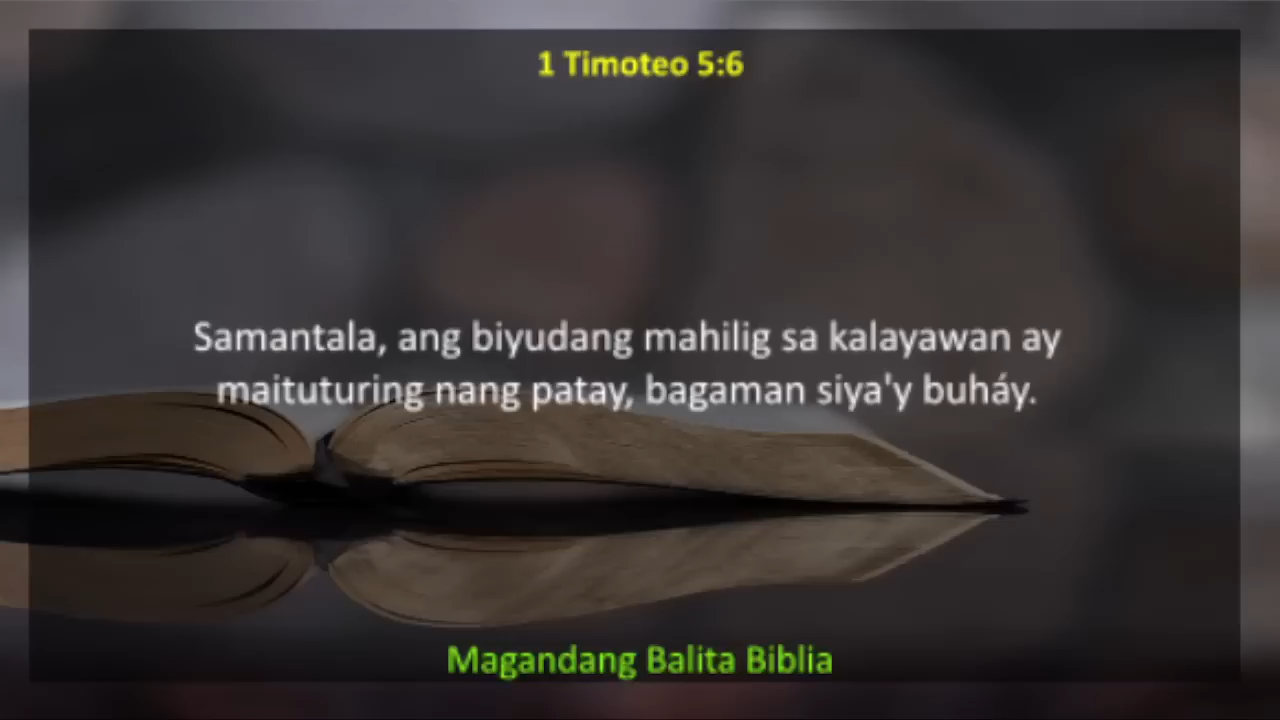 1 Timoteo 5:6
Samantala, ang biyudang mahilig sa kalayawan ay
maituturing nang patay, bagaman siya'y buháy.
Magandang Balita Biblia